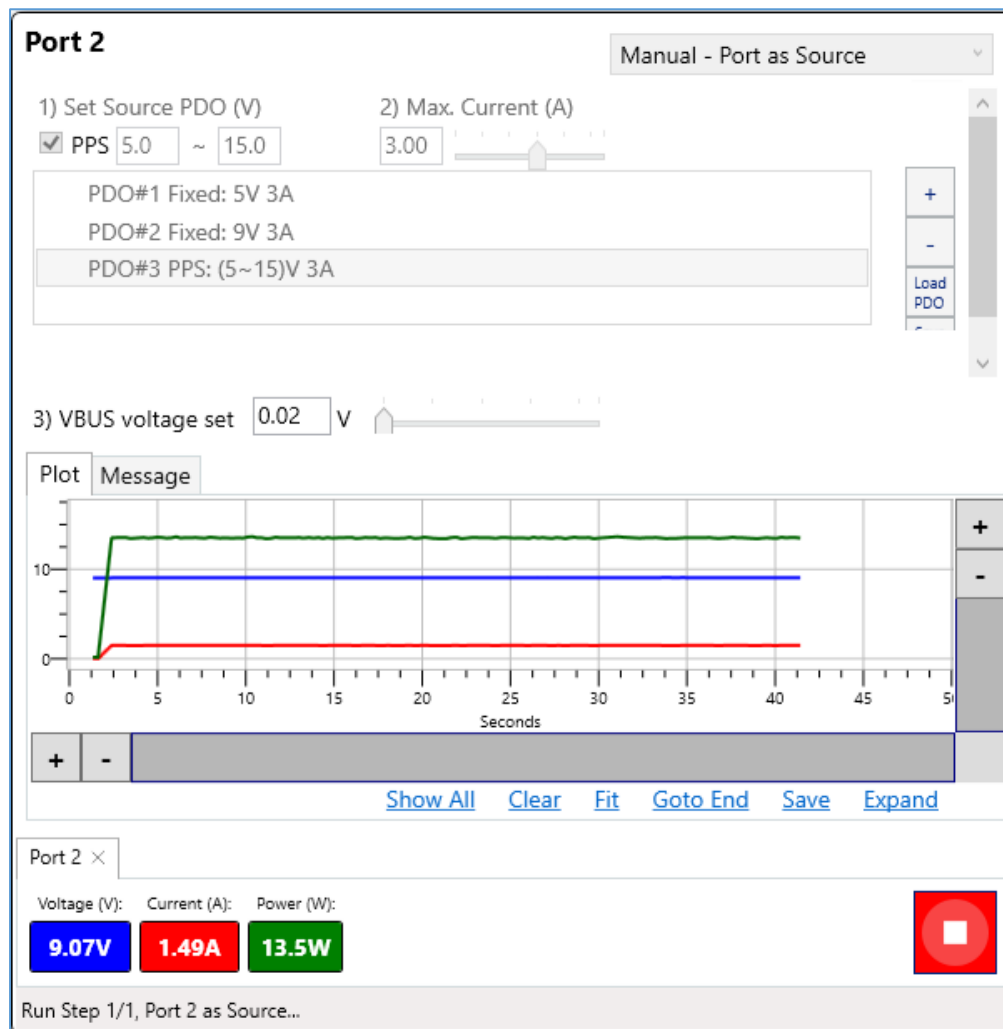 Port 2
Manual - Port as Source
1) Set Source PDO (V)
2) Max. Current (A)
PPS 5.0 ~ 15.0
3.00
PDO#1 Fixed: 5V 3A
PDO#2 Fixed: 9V 3A
PDO#3 PPS: (5~15)V 3A
+
-
Load
PDO
3) VBUS voltage set 0.02 V
Plot Message
10
0
0 5 10 15 20 25 30 35 40 45
Seconds
+
-
+ -
Show All Clear Fit Goto End Save Expand
Port 2 ×
Voltage (V): Current (A): Power (W):
9.07V 1.49A 13.5W
Run Step 1/1, Port 2 as Source...